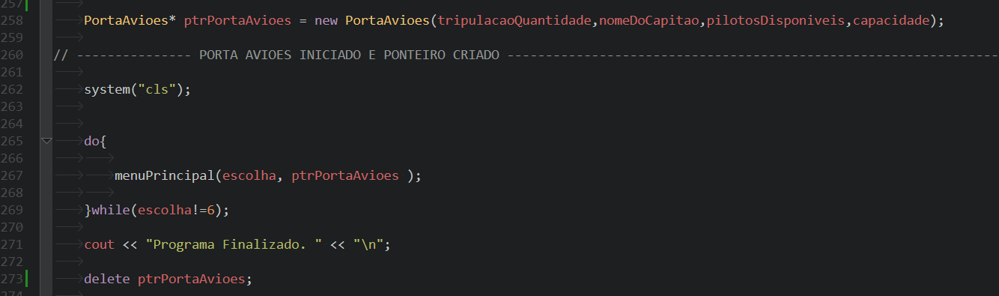 257
258 PortaAvioes* ptrPortaAvioes = new PortaAvioes(tripulacaoQuantidade,nomeDoCapitao,pilotosDisponiveis,capacidade);
259
260 // --------------- PORTA AVIOES INICIADO E PONTEIRO CRIADO ----------------------------------------------------------------
261
262 system("cls");
263
264
265 do{
266
267 menuPrincipal(escolha, ptrPortaAvioes );
268
269 }while(escolha!=6);
270
271 cout << "Programa Finalizado. " << "\n";
272
273 delete ptrPortaAvioes;
274